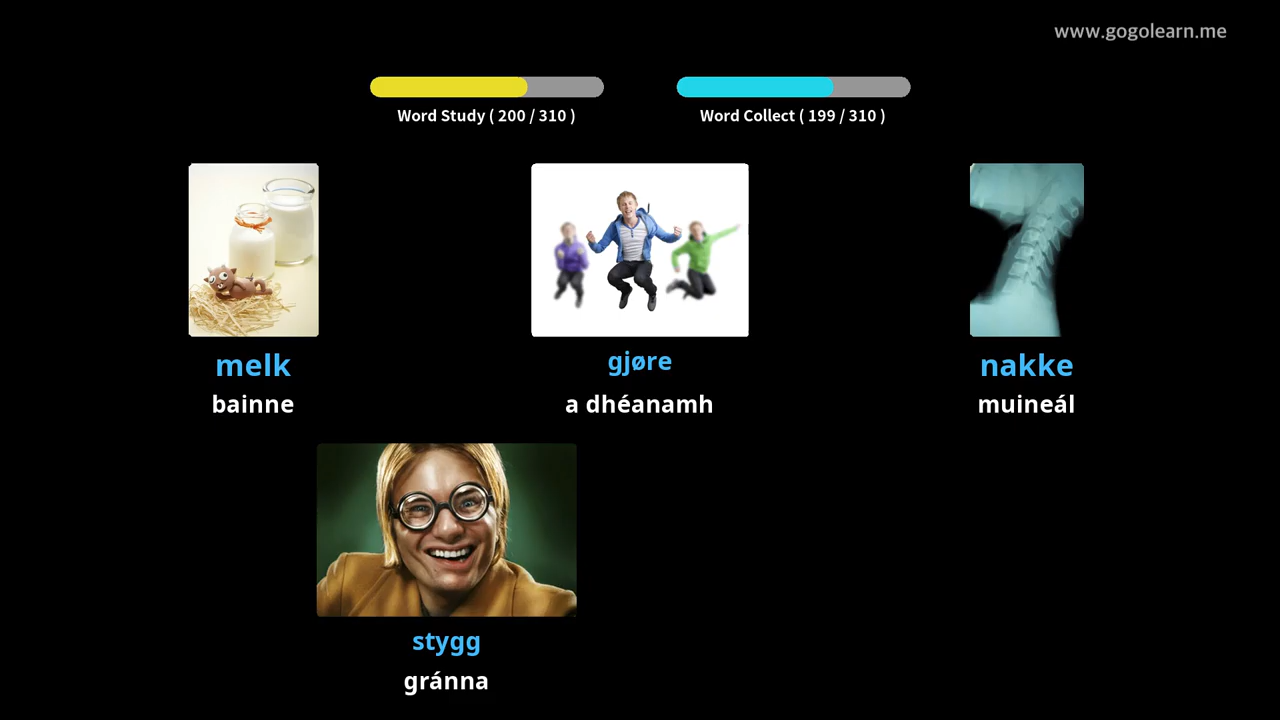 www.gogolearn.me
Word Study ( 200 / 310 )
Word Collect ( 199 / 310 )
melk
bainne
gjøre
a dhéanamh
nakke
muineál
stygg
gránna